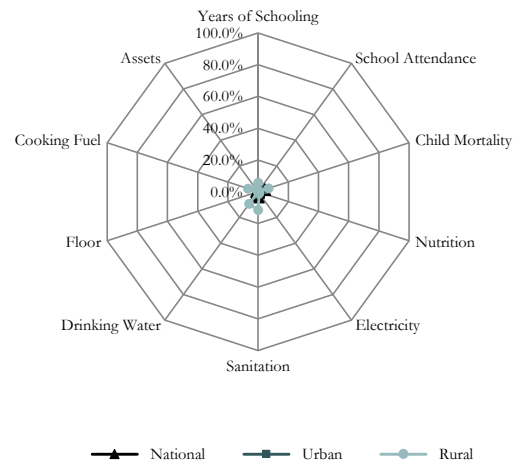 Years of Schooling
100.0%
Assets
School Attendance
80.0%
60.0%
Cooking Fuel
Child Mortality
40.0%
20.0%
0.0%
Floor
Nutrition
Drinking Water
Electricity
Sanitation
National Urban Rural